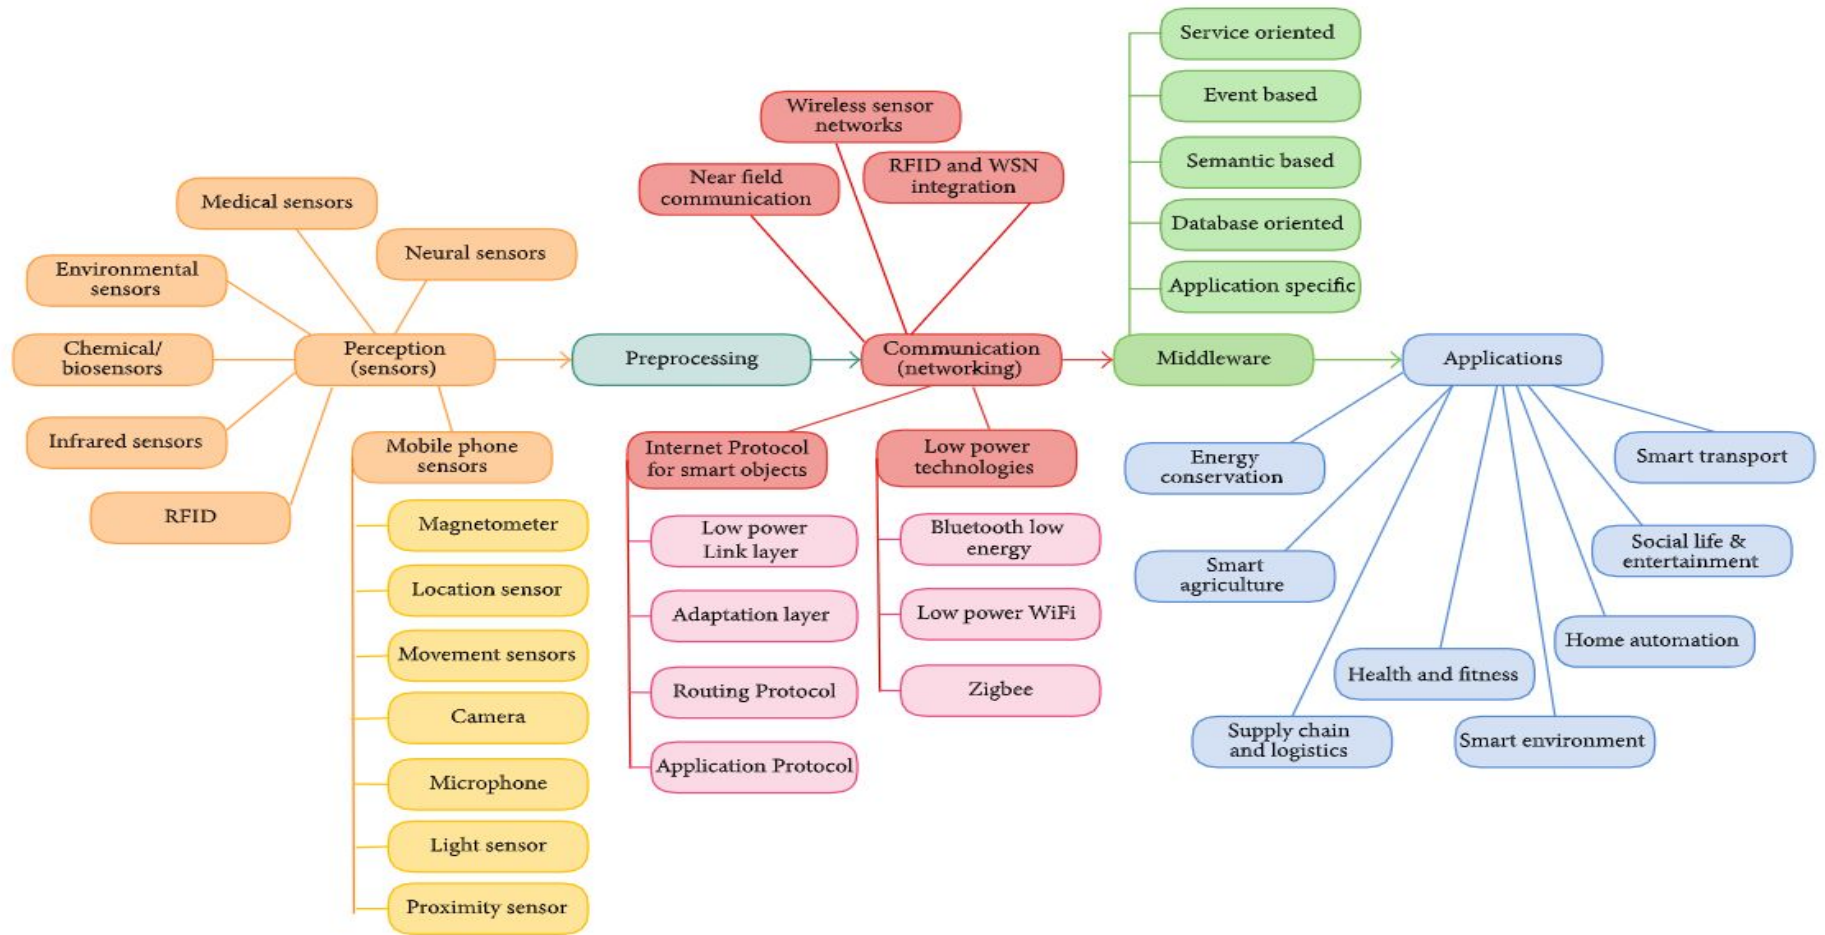 Service oriented
Event based
Semantic based
Database oriented
Application specific
Wireless sensor
networks
Near field
communication
RFID and WSN
integration
Medical sensors
Neural sensors
Environmental
sensors
Chemical/
biosensors
Infrared sensors
RFID
Perception
(sensors)
Preprocessing
Communication
(networking)
Middleware
Applications
Mobile phone
sensors
Magnetometer
Location sensor
Movement sensors
Camera
Microphone
Light sensor
Proximity sensor
Internet Protocol
for smart objects
Low power
Link layer
Adaptation layer
Routing Protocol
Application Protocol
Low power
technologies
Bluetooth low
energy
Low power WiFi
Zigbee
Energy
conservation
Smart
agriculture
Supply chain
and logistics
Health and fitness
Smart environment
Home automation
Social life &
entertainment
Smart transport